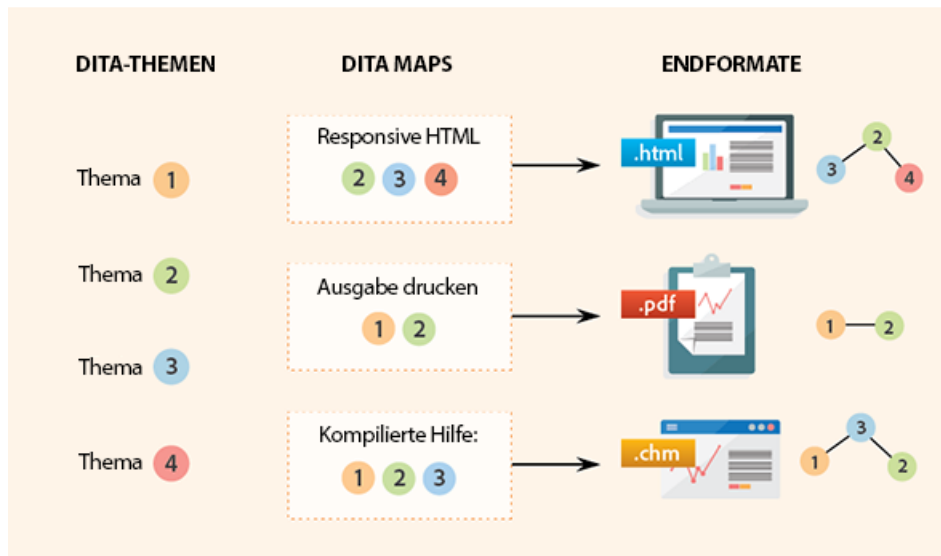 DITA-THEMEN
DITA MAPS
ENDFORMATE
Thema 1
Thema 2
Thema 3
Thema 4
Responsive HTML
2 3 4
Ausgabe drucken
1 2
Kompilierte Hilfe:
1 2 3
.html
2
3
4
.pdf
1 2
.chm
3
1
2